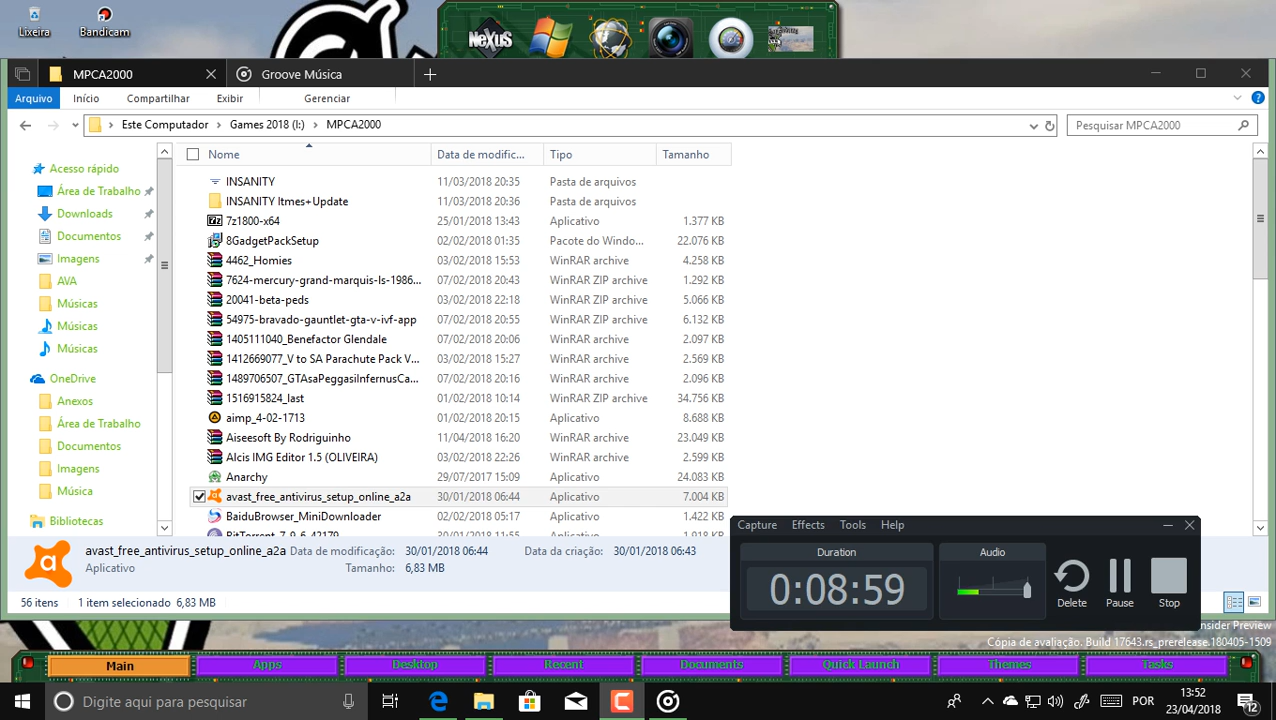 Lixeira
Bandicam
NeXuS
MPCA2000
Groove Música
Arquivo
Início
Compartilhar
Exibir
Gerenciar
Este Computador
Games 2018 (I:)
MPCA2000
Pesquisar MPCA2000
Nome
Data de modific...
Tipo
Tamanho
Acesso rápido
Área de Trabalho
Downloads
Documentos
Imagens
AVA
Músicas
Músicas
Músicas
OneDrive
Anexos
Área de Trabalho
Documentos
Imagens
Música
Bibliotecas
INSANITY 11/03/2018 20:35 Pasta de arquivos
INSANITY Itmes+Update 11/03/2018 20:36 Pasta de arquivos
7z1800-x64 25/01/2018 13:43 Aplicativo 1.377 KB
8GadgetPackSetup 02/02/2018 01:35 Pacote do Windo... 22.076 KB
4462_Homies 03/02/2018 15:53 WinRAR archive 4.258 KB
7624-mercury-grand-marquis-ls-1986... 07/02/2018 20:43 WinRAR ZIP archive 1.292 KB
20041-beta-peds 03/02/2018 22:18 WinRAR ZIP archive 5.066 KB
54975-bravado-gauntlet-gta-v-ivf-app 07/02/2018 20:55 WinRAR ZIP archive 6.132 KB
1405111040_Benefactor Glendale 07/02/2018 20:06 WinRAR archive 2.097 KB
1412669077_V to SA Parachute Pack V... 03/02/2018 15:27 WinRAR archive 2.569 KB
1489706507_GTAsaPeggasiInfernusCa... 07/02/2018 20:16 WinRAR archive 2.096 KB
1516915824_last 01/02/2018 10:14 WinRAR ZIP archive 34.756 KB
aimp_4-02-1713 01/02/2018 20:15 Aplicativo 8.688 KB
Aiseesoft By Rodriguinho 11/04/2018 16:20 WinRAR archive 23.049 KB
Alcis IMG Editor 1.5 (OLIVEIRA) 03/02/2018 22:26 WinRAR archive 2.599 KB
Anarchy 29/07/2017 15:09 Aplicativo 24.083 KB
avast_free_antivirus_setup_online_a2a 30/01/2018 06:44 Aplicativo 7.004 KB
BaiduBrowser_MiniDownloader 02/02/2018 05:17 Aplicativo 1.422 KB
BitTorrent_7_9_6_42179 30/01/2018 11:55 Aplicativo
avast_free_antivirus_setup_online_a2a Data de modificação: 30/01/2018 06:44 Data da criação: 30/01/2018 06:43
Aplicativo Tamanho: 6,83 MB
56 itens 1 item selecionado 6,83 MB
Capture Effects Tools Help
Duration
Audio
0:08:59
Delete
Pause
Stop
nsider Preview
Cópia de avaliação. Build 17643.rs_prerelease.180405-1509
Main
Apps
Desktop
Recent
Documents
Quick Launch
Themes
Tasks
Digite aqui para pesquisar
POR
13:52
23/04/2018
12